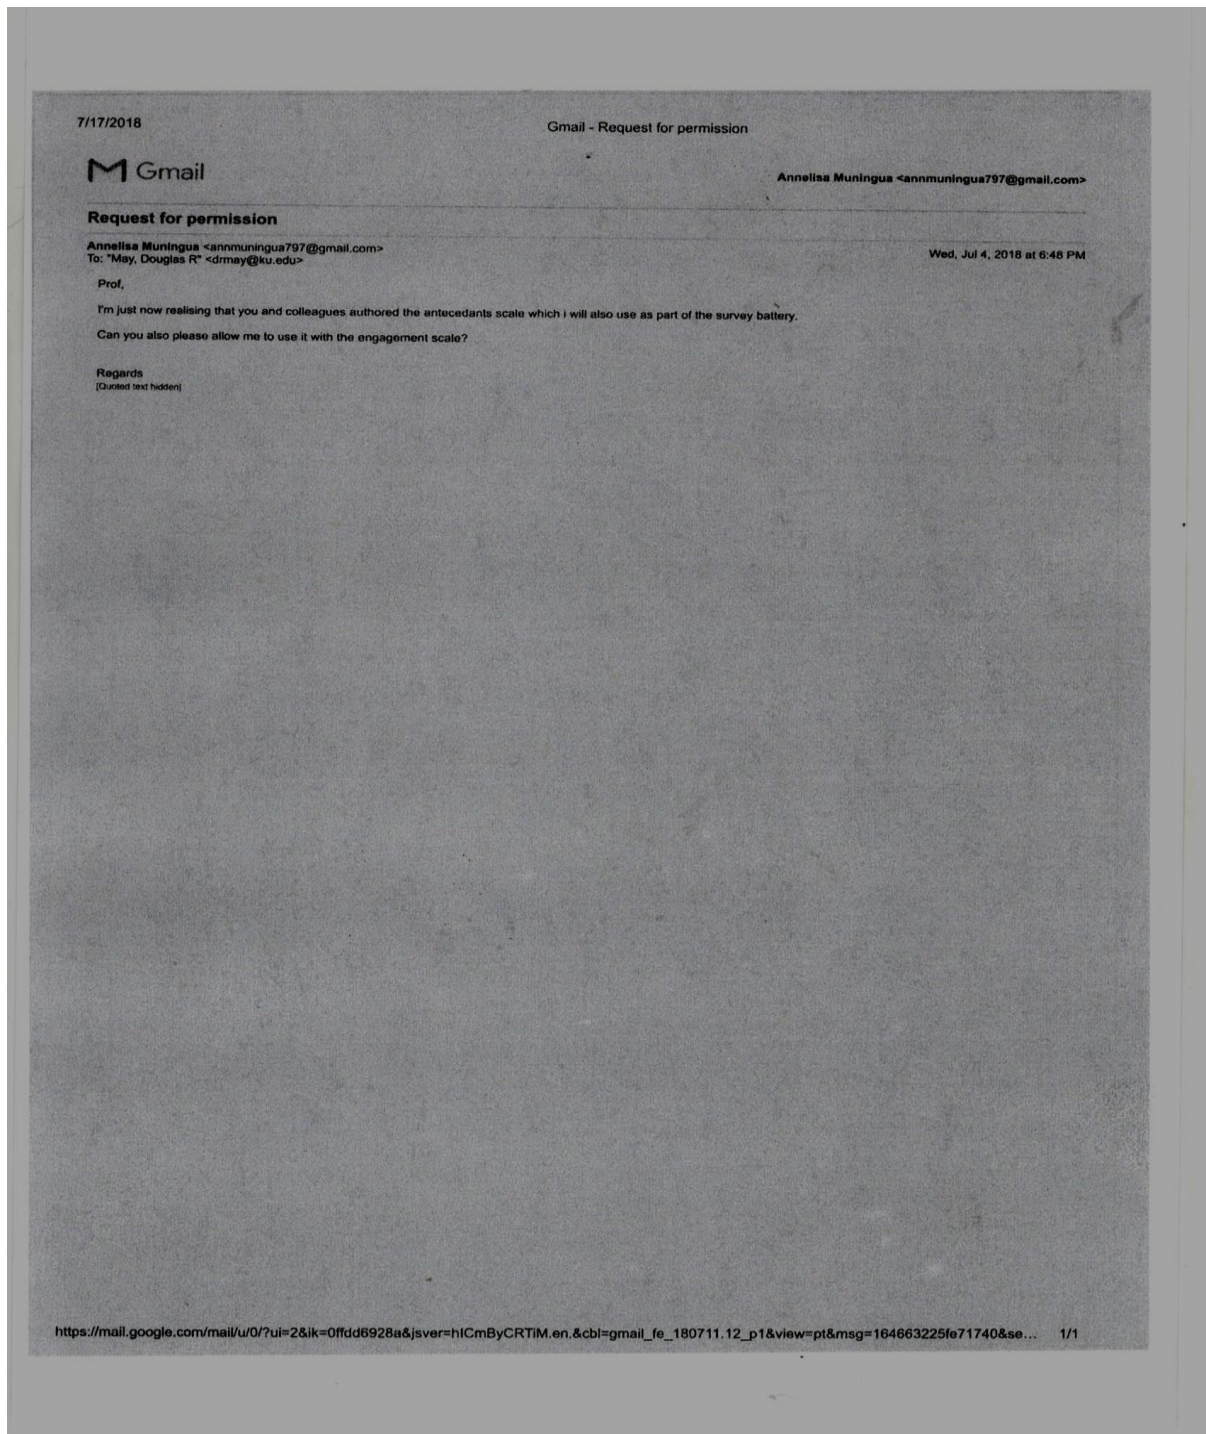 7/17/2018
Gmail - Request for permission
Gmail
Annelisa Muningua <annmuningua797@gmail.com>
Request for permission
Annelisa Muningua <annmuningua797@gmail.com>
To: "May, Douglas R" <drmay@ku.edu>
Wed, Jul 4, 2018 at 6:48 PM
Prof,
I'm just now realising that you and colleagues authored the antecedants scale which i will also use as part of the survey battery.
Can you also please allow me to use it with the engagement scale?
Regards
[Quoted text hidden]
https://mail.google.com/mail/u/0/?ui=2&ik=0ffdd6928a&jsver=hICmByCRTiM.en.&cbl=gmail_fe_180711.12_p1&view=pt&msg=164663225fe71740&se... 1/1